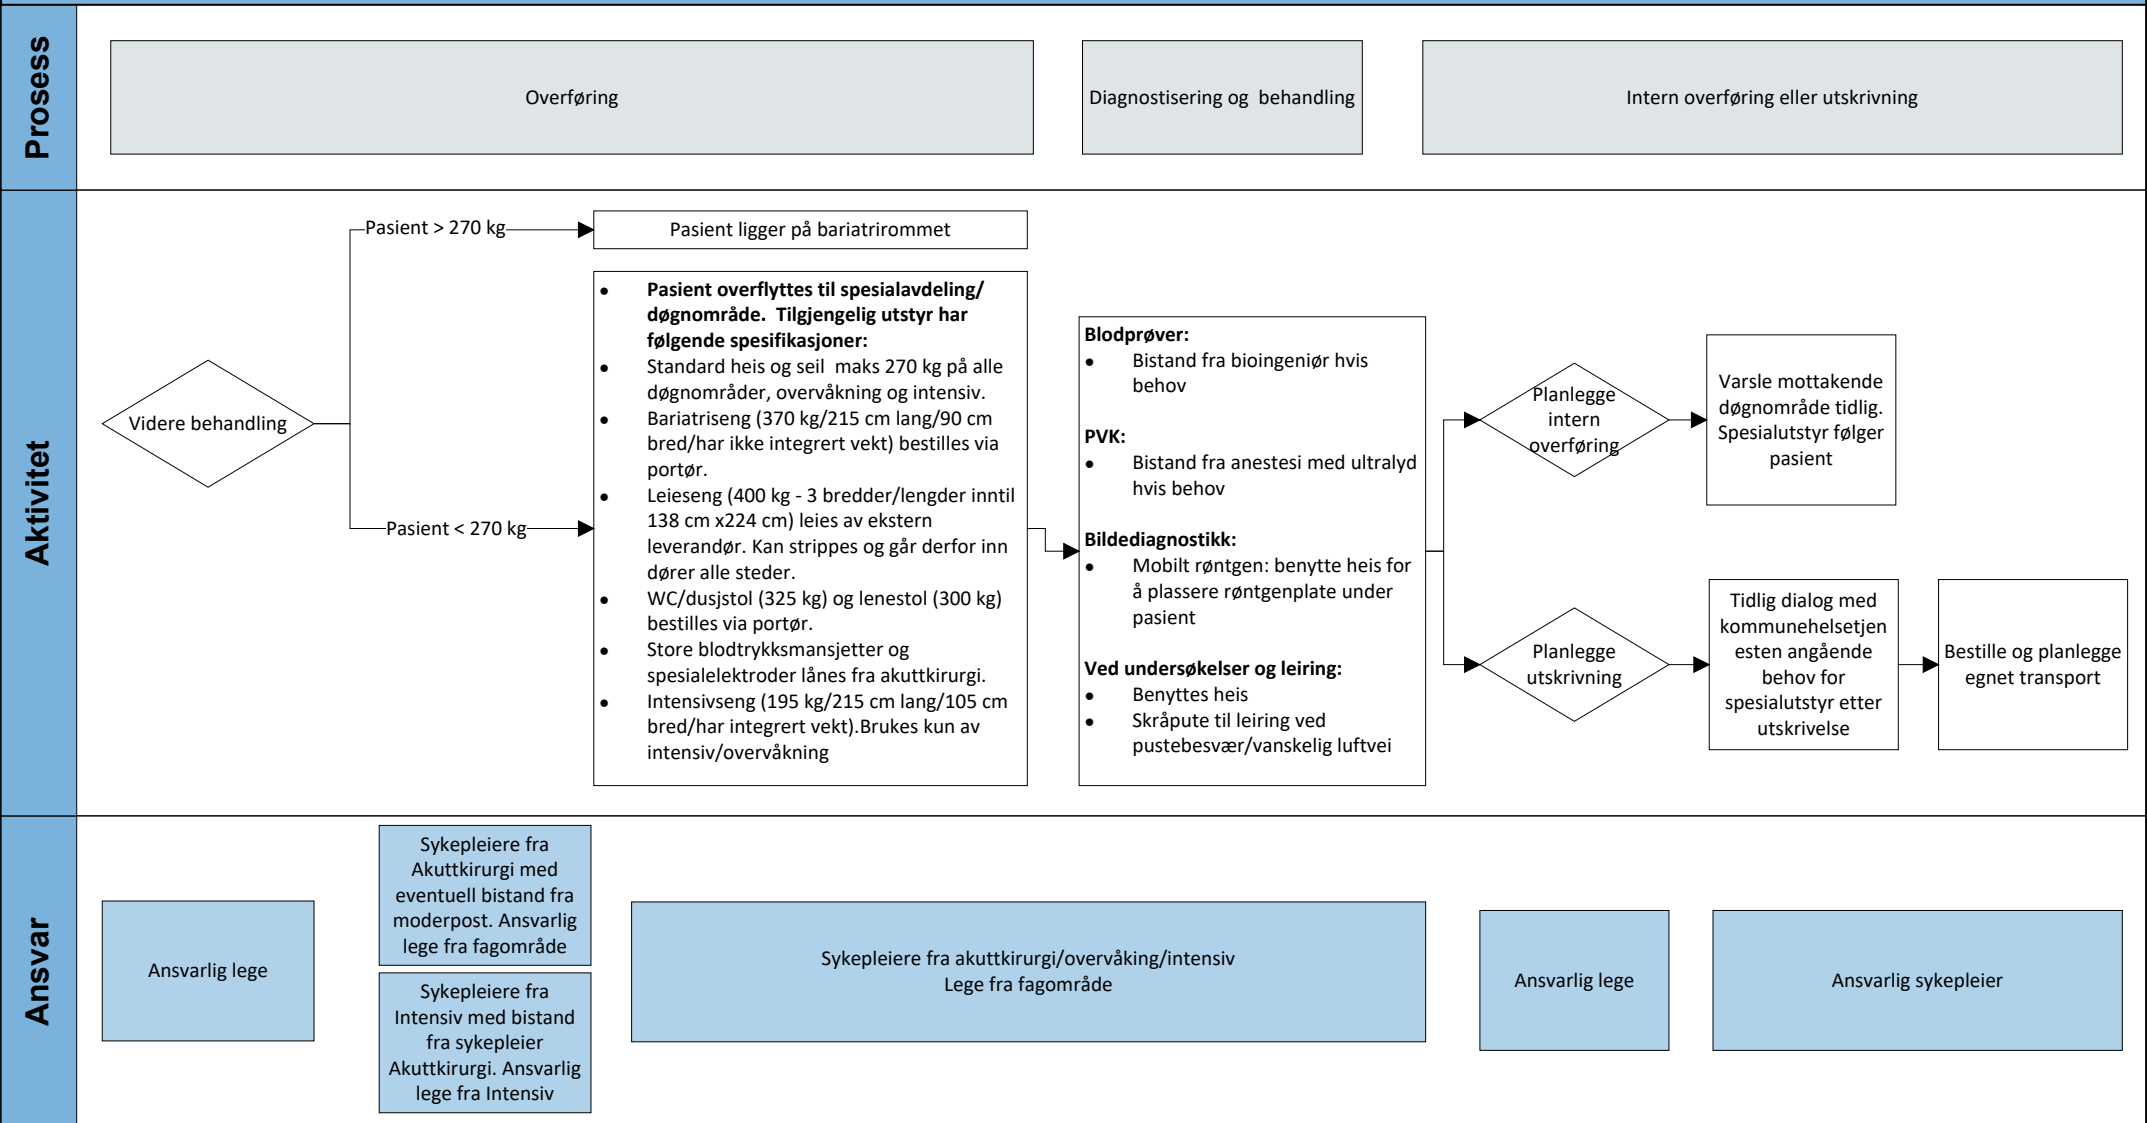 Prosess
Overføring
Diagnostisering og  behandling
Intern overføring eller utskrivning
Aktivitet
Videre behandling
Pasient > 270 kg
Pasient < 270 kg
Pasient ligger på bariatrirommet
• Pasient overflyttes til spesialavdeling/
døgnområde.  Tilgjengelig utstyr har
følgende spesifikasjoner:
• Standard heis og seil  maks 270 kg på alle
døgnområder, overvåkning og intensiv.
• Bariatriseng (370 kg/215 cm lang/90 cm
bred/har ikke integrert vekt) bestilles via
portør.
• Leieseng (400 kg - 3 bredder/lengder inntil
138 cm x224 cm) leies av ekstern
leverandør. Kan strippes og går derfor inn
dører alle steder.
• WC/dusjstol (325 kg) og lenestol (300 kg)
bestilles via portør.
• Store blodtrykksmansjetter og
spesialelektroder lånes fra akuttkirurgi.
• Intensivseng (195 kg/215 cm lang/105 cm
bred/har integrert vekt).Brukes kun av
intensiv/overvåkning
Blodprøver:
• Bistand fra bioingeniør hvis
behov
PVK:
• Bistand fra anestesi med ultralyd
hvis behov
Bildediagnostikk:
• Mobilt røntgen: benytte heis for
å plassere røntgenplate under
pasient
Ved undersøkelser og leiring:
• Benyttes heis
• Skråpute til leiring ved
pustebesvær/vanskelig luftvei
Planlegge
intern
overføring
Varsle mottakende
døgnområde tidlig.
Spesialutstyr følger
pasient
Planlegge
utskrivning
Tidlig dialog med
kommunehelsetjen
esten angående
behov for
spesialutstyr etter
utskrivelse
Bestille og planlegge
egnet transport
Ansvar
Ansvarlig lege
Sykepleiere fra
Akuttkirurgi med
eventuell bistand fra
moderpost. Ansvarlig
lege fra fagområde
Sykepleiere fra
Intensiv med bistand
fra sykepleier
Akuttkirurgi. Ansvarlig
lege fra Intensiv
Sykepleiere fra akuttkirurgi/overvåking/intensiv
Lege fra fagområde
Ansvarlig lege
Ansvarlig sykepleier